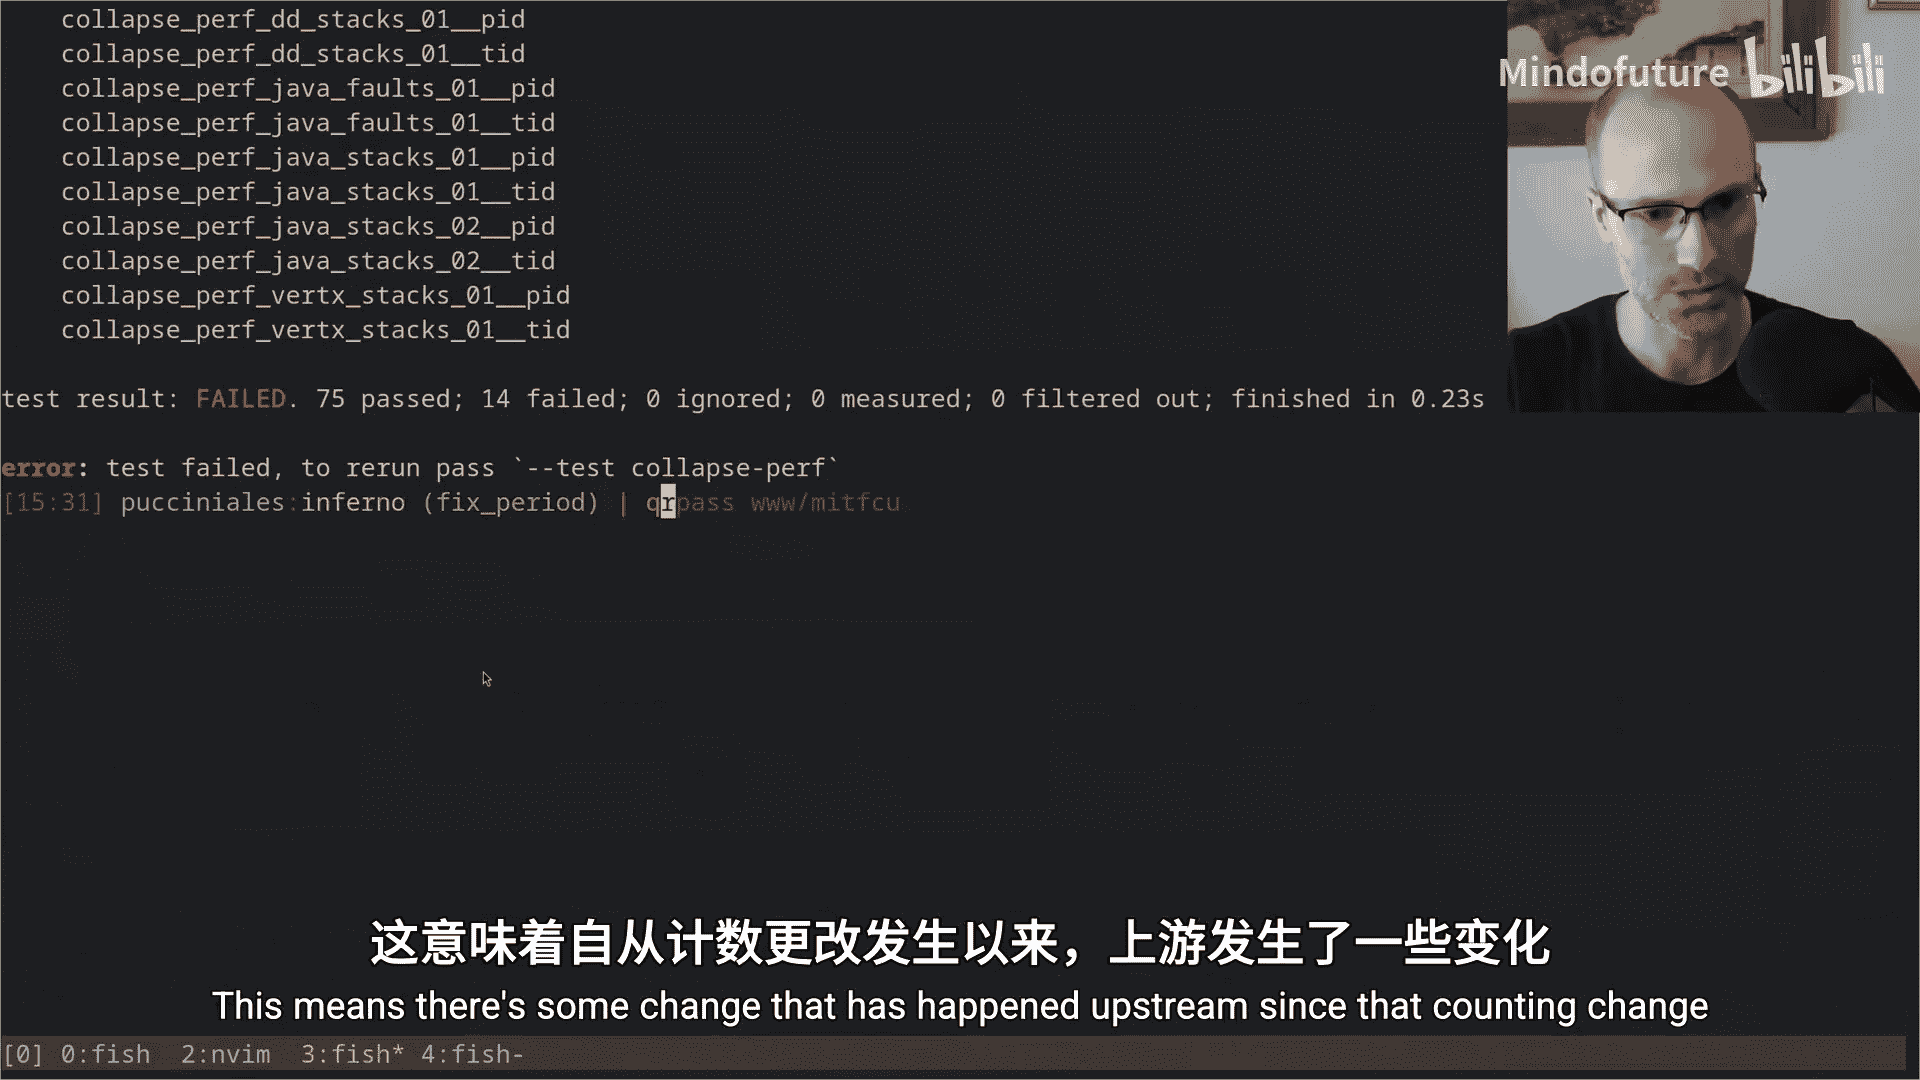 collapse_perf_dd_stacks_01__pid
collapse_perf_dd_stacks_01__tid
collapse_perf_java_faults_01__pid
collapse_perf_java_faults_01__tid
collapse_perf_java_stacks_01__pid
collapse_perf_java_stacks_01__tid
collapse_perf_java_stacks_02__pid
collapse_perf_java_stacks_02__tid
collapse_perf_vertx_stacks_01__pid
collapse_perf_vertx_stacks_01__tid
Mindofuture bilibili
test result: FAILED. 75 passed; 14 failed; 0 ignored; 0 measured; 0 filtered out; finished in 0.23s
error: test failed, to rerun pass `--test collapse-perf`
[15:31] pucciniales:inferno (fix_period) | qrpass www/mitfcu
这意味着自从计数更改发生以来，上游发生了一些变化
This means there's some change that has happened upstream since that counting change
[0] 0:fish 2:nvim 3:fish* 4:fish-